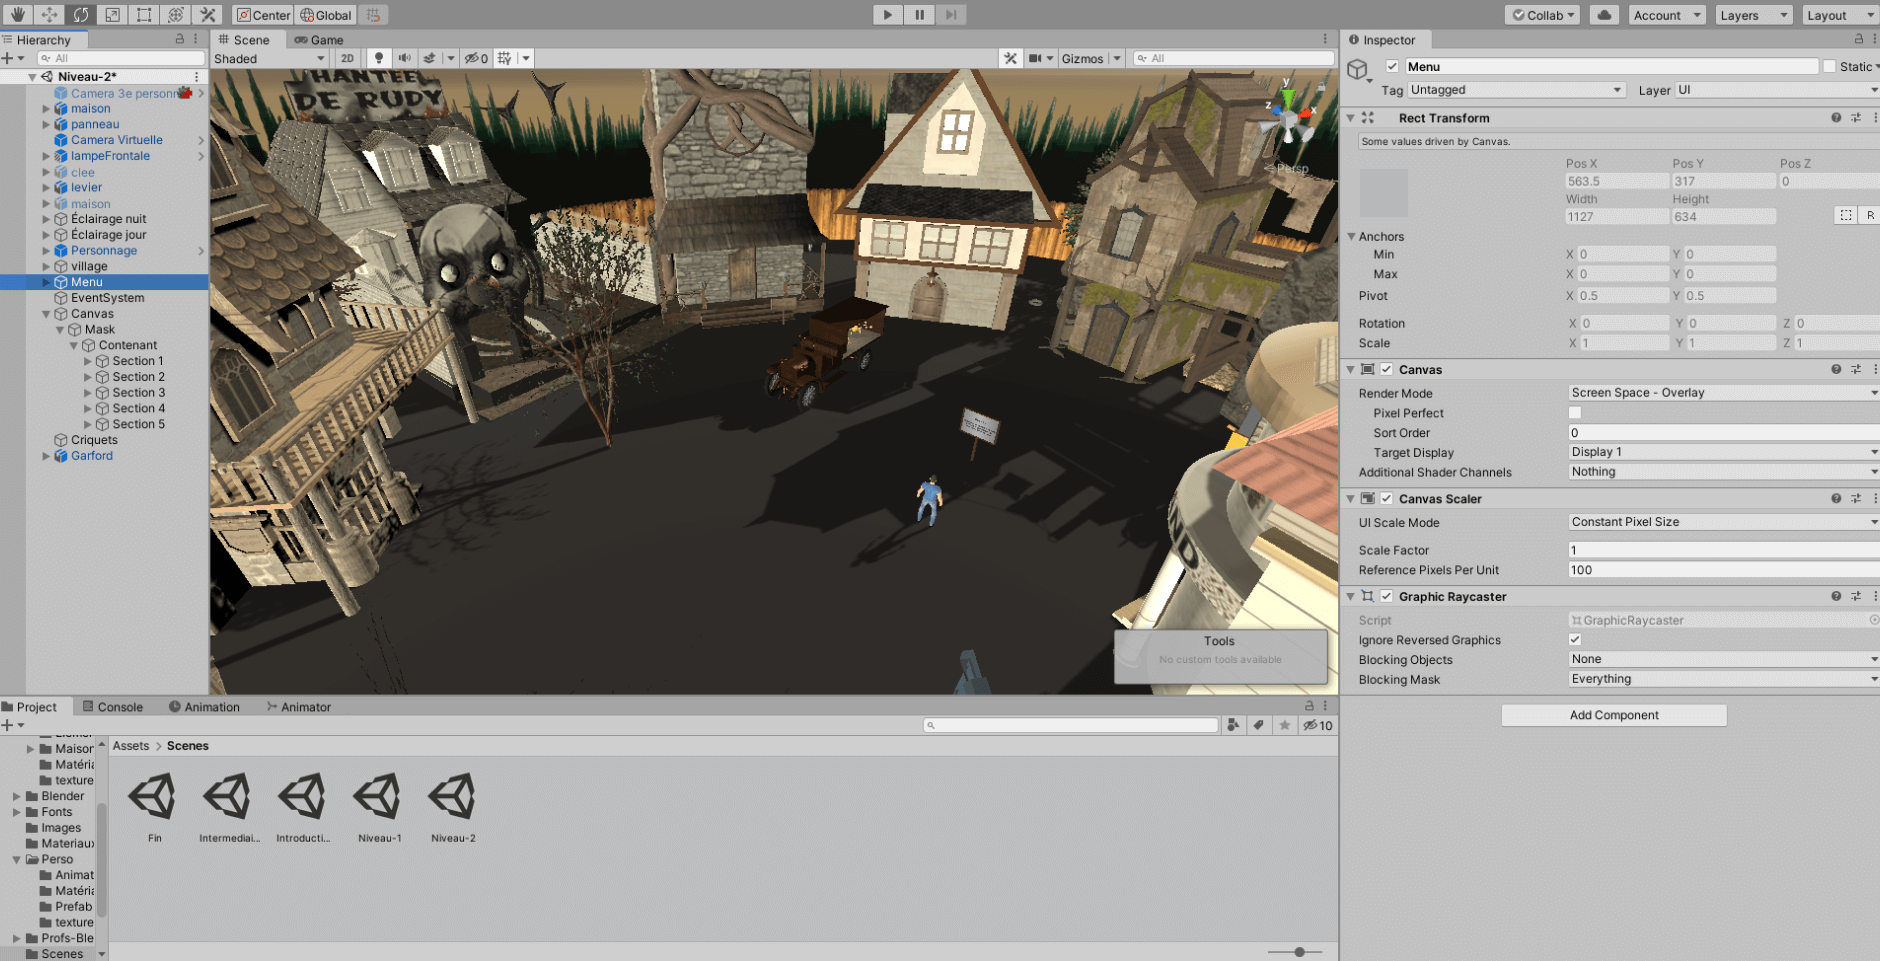 Center
Global
Collab
Account
Layers
Layout
Hierarchy
Scene
Game
Inspector
All
Shaded
2D
0
Gizmos
All
Menu
Static
Tag Untagged
Layer UI
Niveau-2*
Camera 3e personn
maison
panneau
Camera Virtuelle
lampeFrontale
clee
levier
maison
Éclairage nuit
Éclairage jour
Personnage
village
Menu
EventSystem
Canvas
Mask
Contenant
Section 1
Section 2
Section 3
Section 4
Section 5
Criquets
Garford
HANTEE
DE RUDY
y
z
x
Persp
Tools
No custom tools available
Rect Transform
Some values driven by Canvas.
Pos X
Pos Y
Pos Z
563.5
317
0
Width
Height
1127
634
R
Anchors
Min
X 0
Y 0
Max
X 0
Y 0
Pivot
X 0.5
Y 0.5
Rotation
X 0
Y 0
Z 0
Scale
X 1
Y 1
Z 1
Canvas
Render Mode
Screen Space - Overlay
Pixel Perfect
Sort Order
0
Target Display
Display 1
Additional Shader Channels
Nothing
Canvas Scaler
UI Scale Mode
Constant Pixel Size
Scale Factor
1
Reference Pixels Per Unit
100
Graphic Raycaster
Script
GraphicRaycaster
Ignore Reversed Graphics
Blocking Objects
None
Blocking Mask
Everything
Add Component
Project
Console
Animation
Animator
10
Maison
Matéria
texture
Blender
Fonts
Images
Materiaux
Perso
Animat
Matéria
Prefab
texture
Profs-Ble
Scenes
Assets > Scenes
Fin
Intermediai...
Introducti...
Niveau-1
Niveau-2